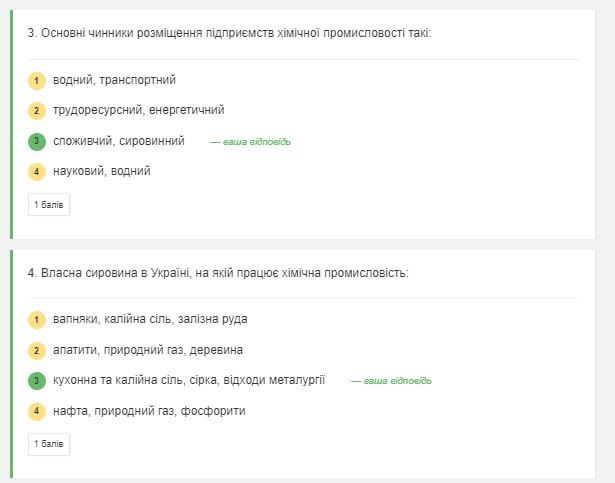 3. Основні чинники розміщення підприємств хімічної промисловості такі:
1 водний, транспортний
2 трудоресурсний, енергетичний
3 споживчий, сировинний — ваша відповідь
4 науковий, водний
1 балів
4. Власна сировина в Україні, на якій працює хімічна промисловість:
1 вапняки, калійна сіль, залізна руда
2 апатити, природний газ, деревина
3 кухонна та калійна сіль, сірка, відходи металургії — ваша відповідь
4 нафта, природний газ, фосфорити
1 балів